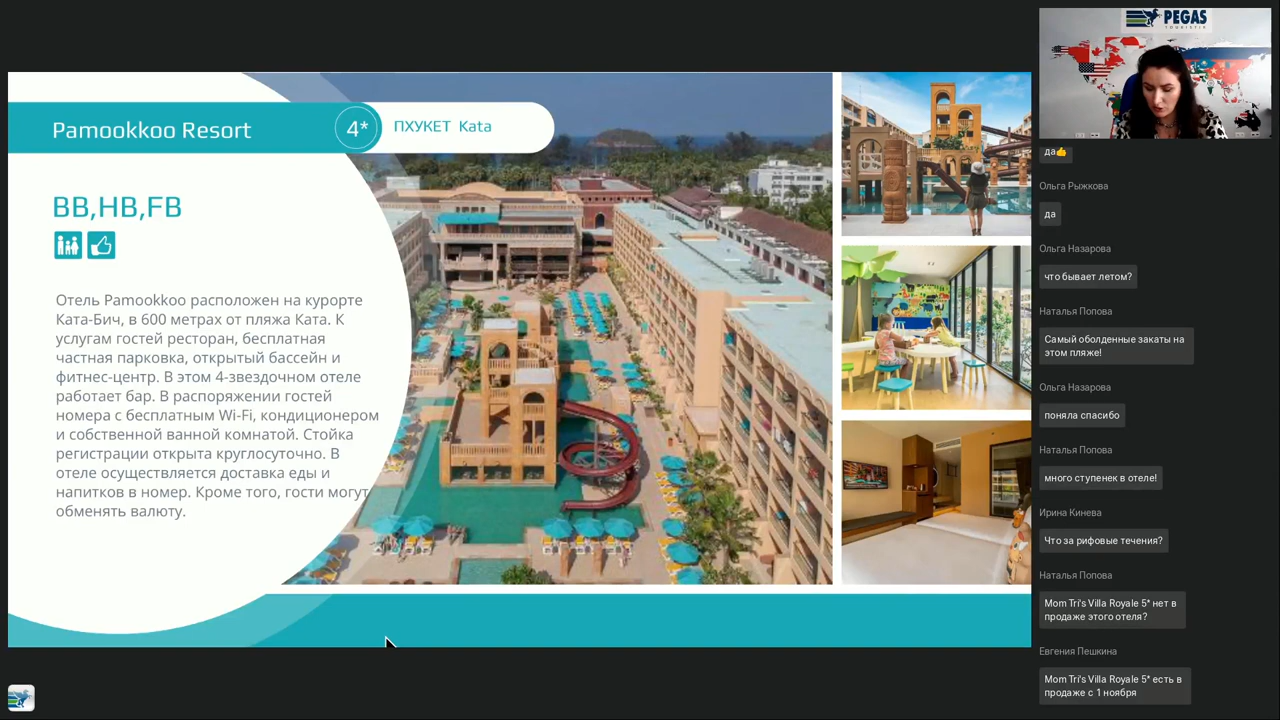 Pamookkoo Resort
4*
ПХУКЕТ Kata
BB,HB,FB
Отель Pamookkoo расположен на курорте
Ката-Бич, в 600 метрах от пляжа Ката. К
услугам гостей ресторан, бесплатная
частная парковка, открытый бассейн и
фитнес-центр. В этом 4-звездочном отеле
работает бар. В распоряжении гостей
номера с бесплатным Wi-Fi, кондиционером
и собственной ванной комнатой. Стойка
регистрации открыта круглосуточно. В
отеле осуществляется доставка еды и
напитков в номер. Кроме того, гости могут
обменять валюту.
PEGAS
TOURISTIK
да👍
Ольга Рыжкова
да
Ольга Назарова
что бывает летом?
Наталья Попова
Самый оболденные закаты на
этом пляже!
Ольга Назарова
поняла спасибо
Наталья Попова
много ступенек в отеле!
Ирина Кинева
Что за рифовые течения?
Наталья Попова
Mom Tri's Villa Royale 5* нет в
продаже этого отеля?
Евгения Пешкина
Mom Tri's Villa Royale 5* есть в
продаже с 1 ноября